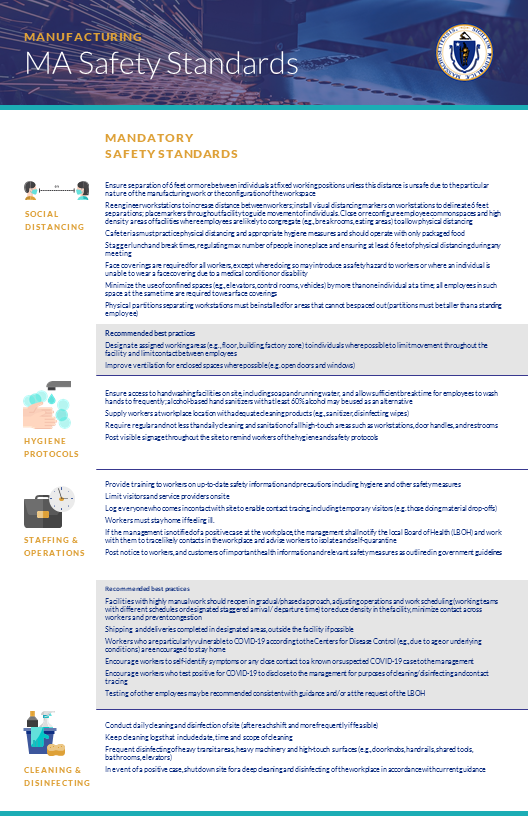 MANUFACTURING
MA Safety Standards
MANDATORY
SAFETY STANDARDS
SOCIAL
DISTANCING
Ensure separation of 6 feet or more between individuals at fixed working positions unless this distance is unsafe due to the particular
nature of the manufacturing work or the configuration of the workspace
Reengineer workstations to increase distance between workers; install visual distancing markers on workstations to delineate 6 feet
separations; place markers throughout facility to guide movement of individuals. Close or reconfigure employee common spaces and high
density areas of facilities where employees are likely to congregate (e.g., break rooms, eating areas) to allow physical distancing
Cafeterias must practice physical distancing and appropriate hygiene measures and should operate with only packaged food
Stagger lunch and break times, regulating max number of people in one place and ensuring at least 6 feet of physical distancing during any
meeting
Face coverings are required for all workers, except where doing so may introduce a safety hazard to workers or where an individual is
unable to wear a face covering due to a medical condition or disability
Minimize the use of confined spaces (e.g., elevators, control rooms, vehicles) by more than one individual at a time; all employees in such
space at the same time are required to wear face coverings
Physical partitions separating workstations must be installed for areas that cannot be spaced out (partitions must be taller than a standing
employee)
Recommended best practices
Designate assigned working areas (e.g., floor, building, factory zone) to individuals where possible to limit movement throughout the
facility and limit contact between employees
Improve ventilation for enclosed spaces where possible (e.g., open doors and windows)
HYGIENE
PROTOCOLS
Ensure access to handwashing facilities on site, including soap and running water, and allow sufficient break time for employees to wash
hands to frequently; alcohol-based hand sanitizers with at least 60% alcohol may be used as an alternative
Supply workers at workplace location with adequate cleaning products (e.g., sanitizer, disinfecting wipes)
Require regular and not less than daily cleaning and sanitation of all high-touch areas such as workstations, door handles, and restrooms
Post visible signage throughout the site to remind workers of the hygiene and safety protocols
STAFFING &
OPERATIONS
Provide training to workers on up-to-date safety information and precautions including hygiene and other safety measures
Limit visitors and service providers on site
Log everyone who comes in contact with site to enable contact tracing, including temporary visitors (e.g. those doing material drop-offs)
Workers must stay home if feeling ill.
If the management is notified of a positive case at the workplace, the management shall notify the local Board of Health (LBOH) and work
with them to trace likely contacts in the workplace and advise workers to isolate and self-quarantine
Post notice to workers, and customers of important health information and relevant safety measures as outlined in government guidelines
Recommended best practices
Facilities with highly manual work should reopen in gradual/phased approach, adjusting operations and work scheduling (working teams
with different schedules or designated staggered arrival / departure time) to reduce density in the facility, minimize contact across
workers and prevent congestion
Shipping and deliveries completed in designated areas, outside the facility if possible
Workers who are particularly vulnerable to COVID-19 according to the Centers for Disease Control (e.g., due to age or underlying
conditions) are encouraged to stay home
Encourage workers to self-identify symptoms or any close contact to a known or suspected COVID-19 case to the management
Encourage workers who test positive for COVID-19 to disclose to the management for purposes of cleaning/disinfecting and contact
tracing
Testing of other employees may be recommended consistent with guidance and / or at the request of the LBOH
CLEANING &
DISINFECTING
Conduct daily cleaning and disinfection of site (after each shift and more frequently if feasible)
Keep cleaning logs that include date, time and scope of cleaning
Frequent disinfecting of heavy transit areas, heavy machinery and high-touch surfaces (e.g., doorknobs, handrails, shared tools,
bathrooms, elevators)
In event of a positive case, shut down site for a deep cleaning and disinfecting of the workplace in accordance with current guidance